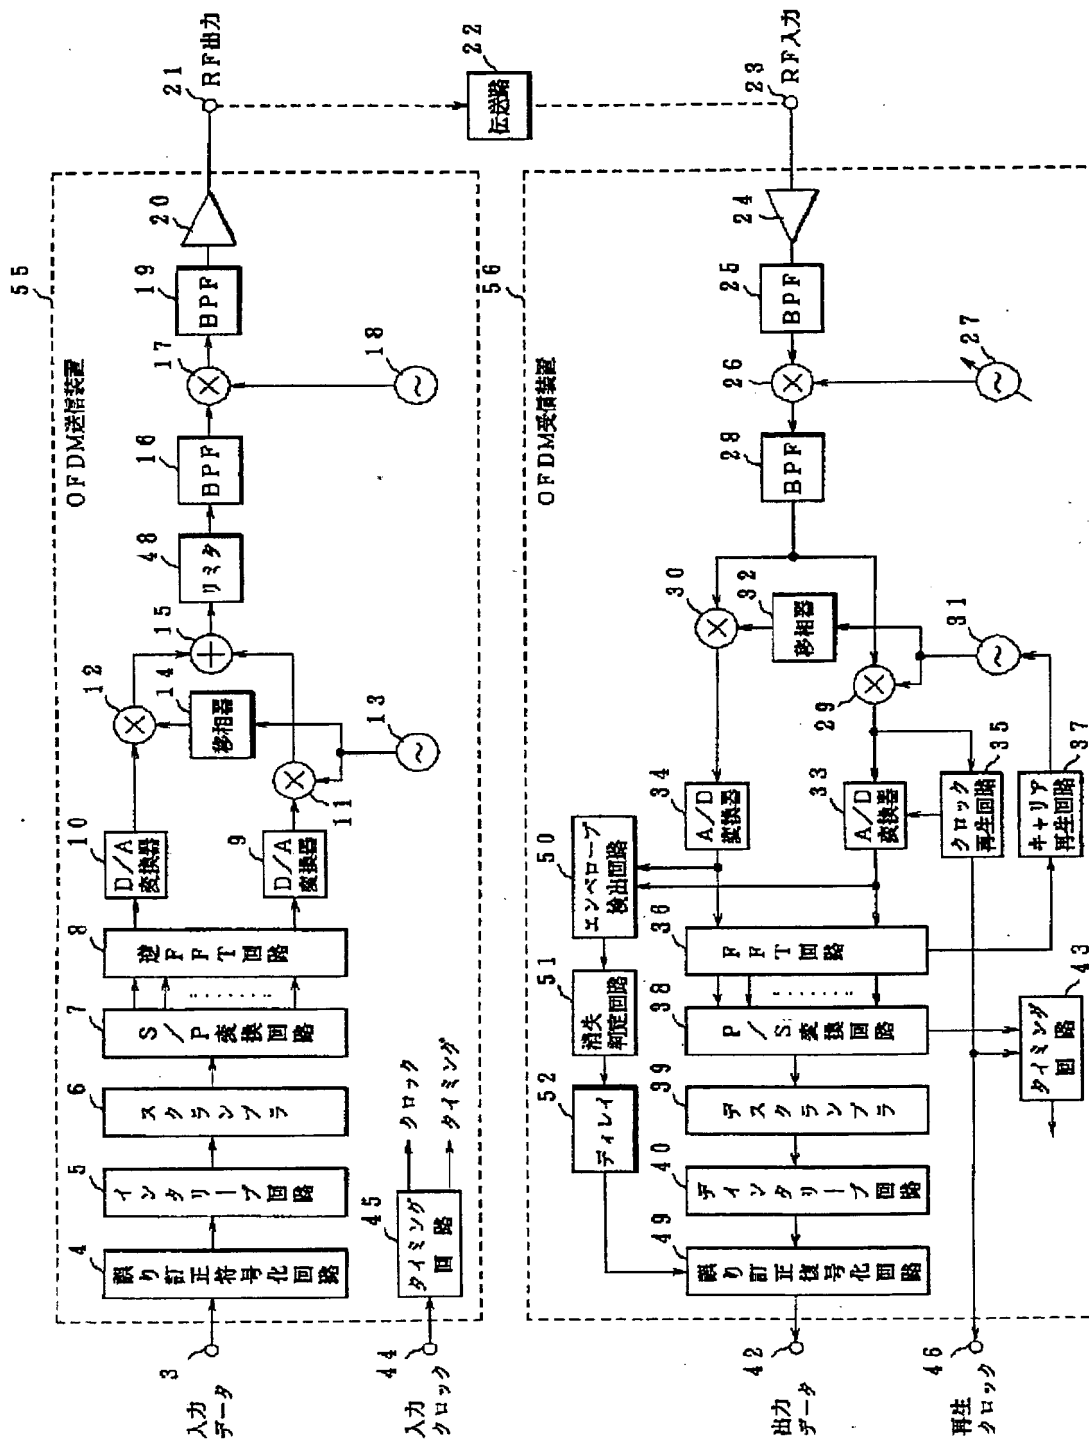 55
OFDM送信装置
3
入力
データ
4
誤り訂正符号化回路
5
インタリーブ回路
6
スクランブラ
7
S/P変換回路
8
逆FFT回路
10
D/A
変換器
9
D/A
変換器
12
11
14
移相器
13
15
48
リミタ
16
BPF
17
18
19
BPF
20
21
RF出力
44
入力
クロック
45
タイミング
回路
クロック
タイミング
22
伝送路
56
OFDM受信装置
23
RF入力
24
25
BPF
26
27
28
BPF
30
32
移相器
31
29
34
A/D
変換器
33
A/D
変換器
35
クロック
再生回路
37
キャリア
再生回路
50
エンベロープ
検出回路
51
消失
判定回路
52
ディレイ
36
FFT回路
38
P/S変換回路
39
デスクランブラ
40
デインタリーブ回路
49
誤り訂正復号化回路
43
タイミング
回路
42
出力
データ
46
再生
クロック